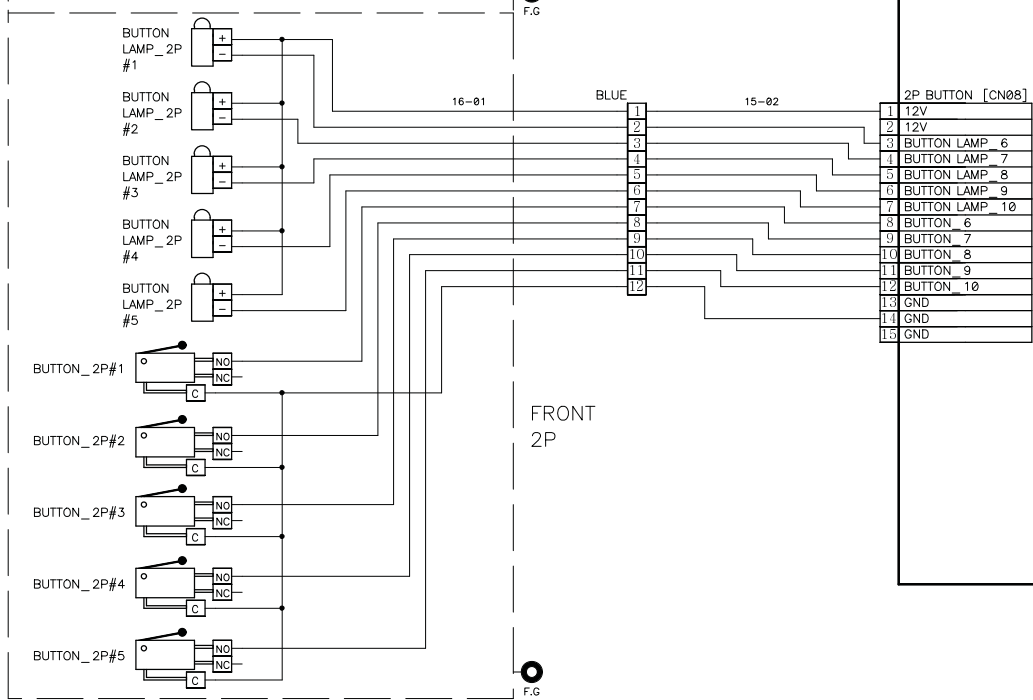 F.G
BUTTON
LAMP_2P
#1
+
−
BUTTON
LAMP_2P
#2
+
−
BUTTON
LAMP_2P
#3
+
−
BUTTON
LAMP_2P
#4
+
−
BUTTON
LAMP_2P
#5
+
−
BUTTON_2P#1
NO
NC
C
BUTTON_2P#2
NO
NC
C
BUTTON_2P#3
NO
NC
C
BUTTON_2P#4
NO
NC
C
BUTTON_2P#5
NO
NC
C
16-01
BLUE
1
2
3
4
5
6
7
8
9
10
11
12
15-02
FRONT
2P
F.G
2P BUTTON [CN08]
1 12V
2 12V
3 BUTTON LAMP_6
4 BUTTON LAMP_7
5 BUTTON LAMP_8
6 BUTTON LAMP_9
7 BUTTON LAMP_10
8 BUTTON_6
9 BUTTON_7
10 BUTTON_8
11 BUTTON_9
12 BUTTON_10
13 GND
14 GND
15 GND